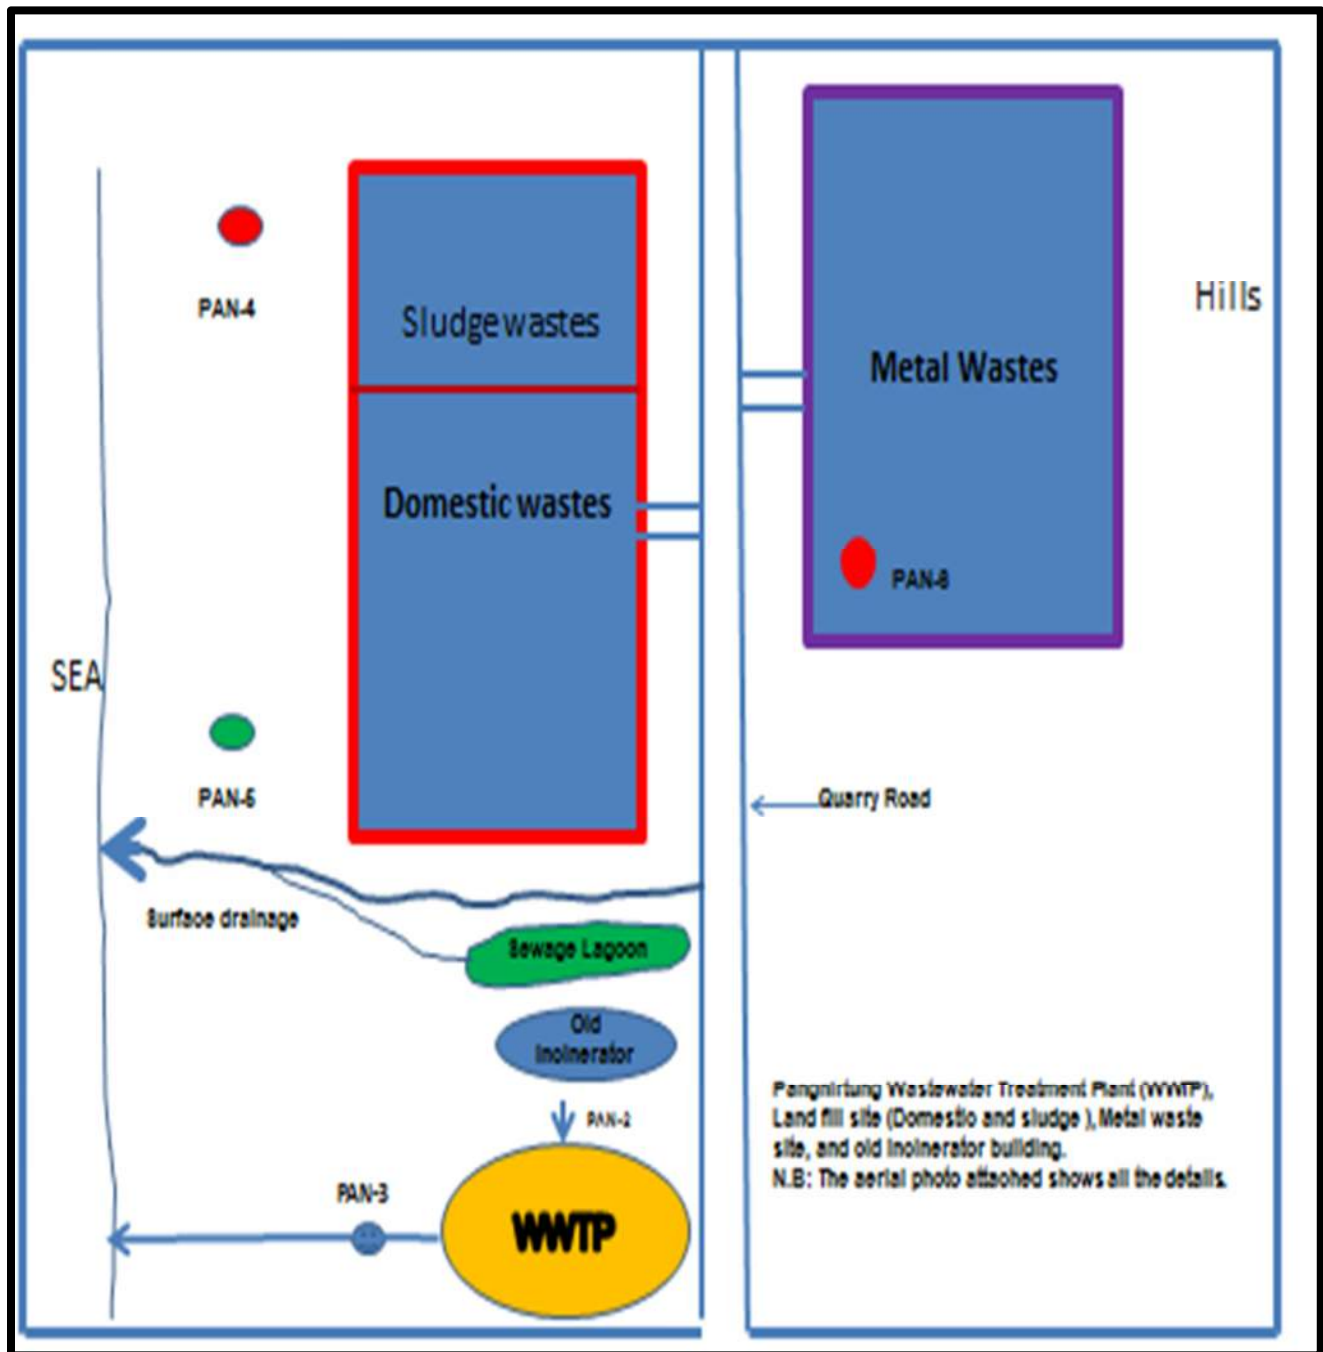 Sludge wastes
Hills
PAN-4
Metal Wastes
Domestic wastes
PAN-8
SEA
PAN-5
Quarry Road
Surface drainage
Sewage Lagoon
Old
Incinerator
PAN-2
Pangnirtung Wastewater Treatment Plant (WWTP),
Land fill site (Domestic and sludge ), Metal waste
site, and old incinerator building.
N.B: The aerial photo attached shows all the details.
PAN-3
WWTP